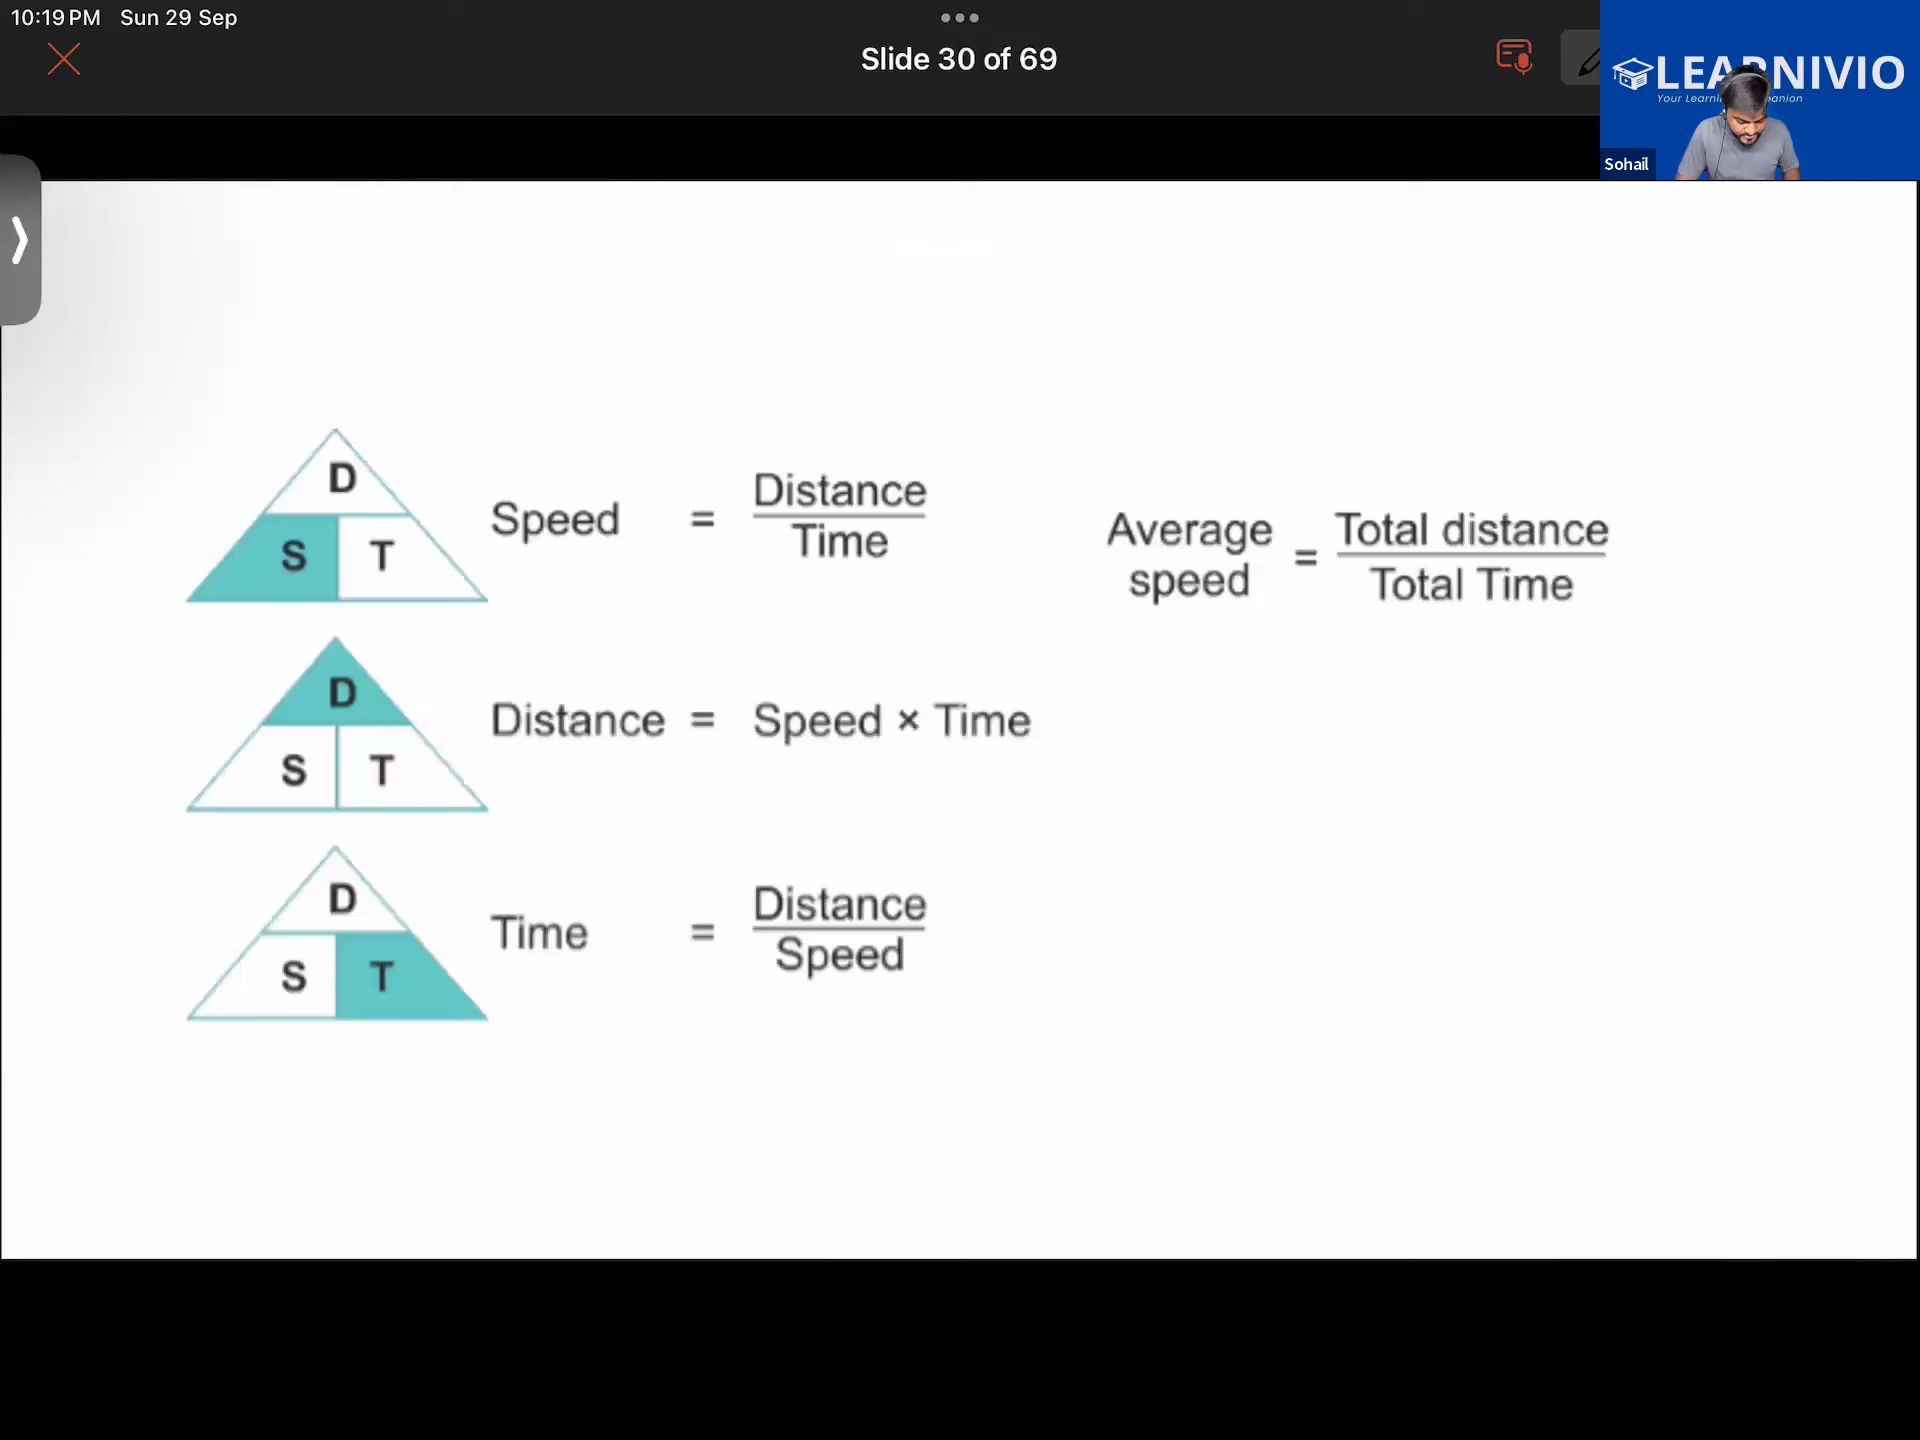 10:19 PM Sun 29 Sep
Slide 30 of 69
LEARNIVIO
Sohail
D
S T
Speed = Distance
Time
Average speed = Total distance
Total Time
D
S T
Distance = Speed × Time
D
S T
Time = Distance
Speed